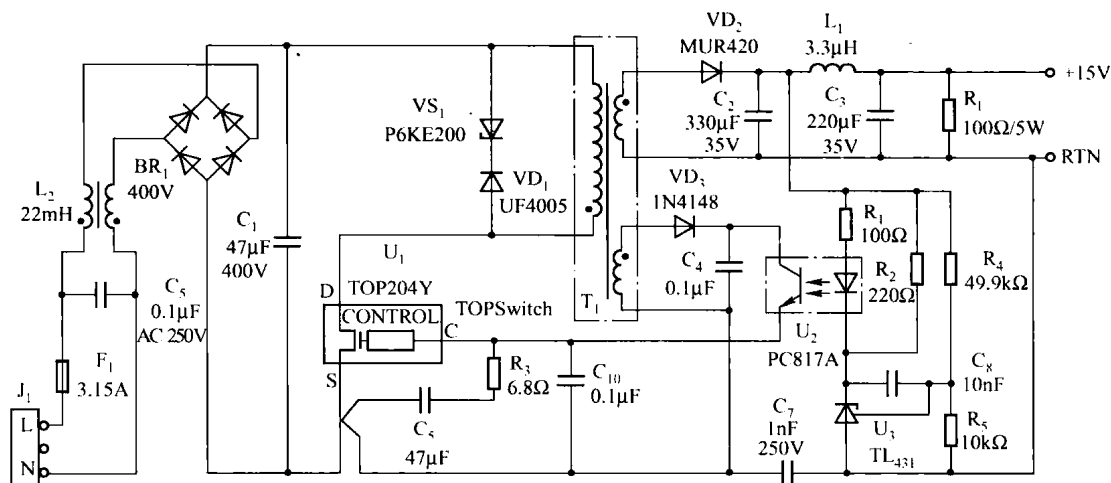 VD₂
MUR420
L₁
3.3μH
+15V
C₂
330μF
35V
C₃
220μF
35V
R₁
100Ω/5W
RTN
VS₁
P6KE200
VD₁
UF4005
BR₁
400V
L₂
22mH
C₁
47μF
400V
U₁
VD₃
1N4148
C₄
0.1μF
T₁
R₁
100Ω
R₂
220Ω
R₄
49.9kΩ
C₅
0.1μF
AC 250V
D
TOP204Y
TOPSwitch
CONTROL
C
S
U₂
PC817A
F₁
3.15A
R₃
6.8Ω
C₁₀
0.1μF
C₈
10nF
J₁
L
N
C₅
47μF
C₇
1nF
250V
U₃
TL₄₃₁
R₅
10kΩ